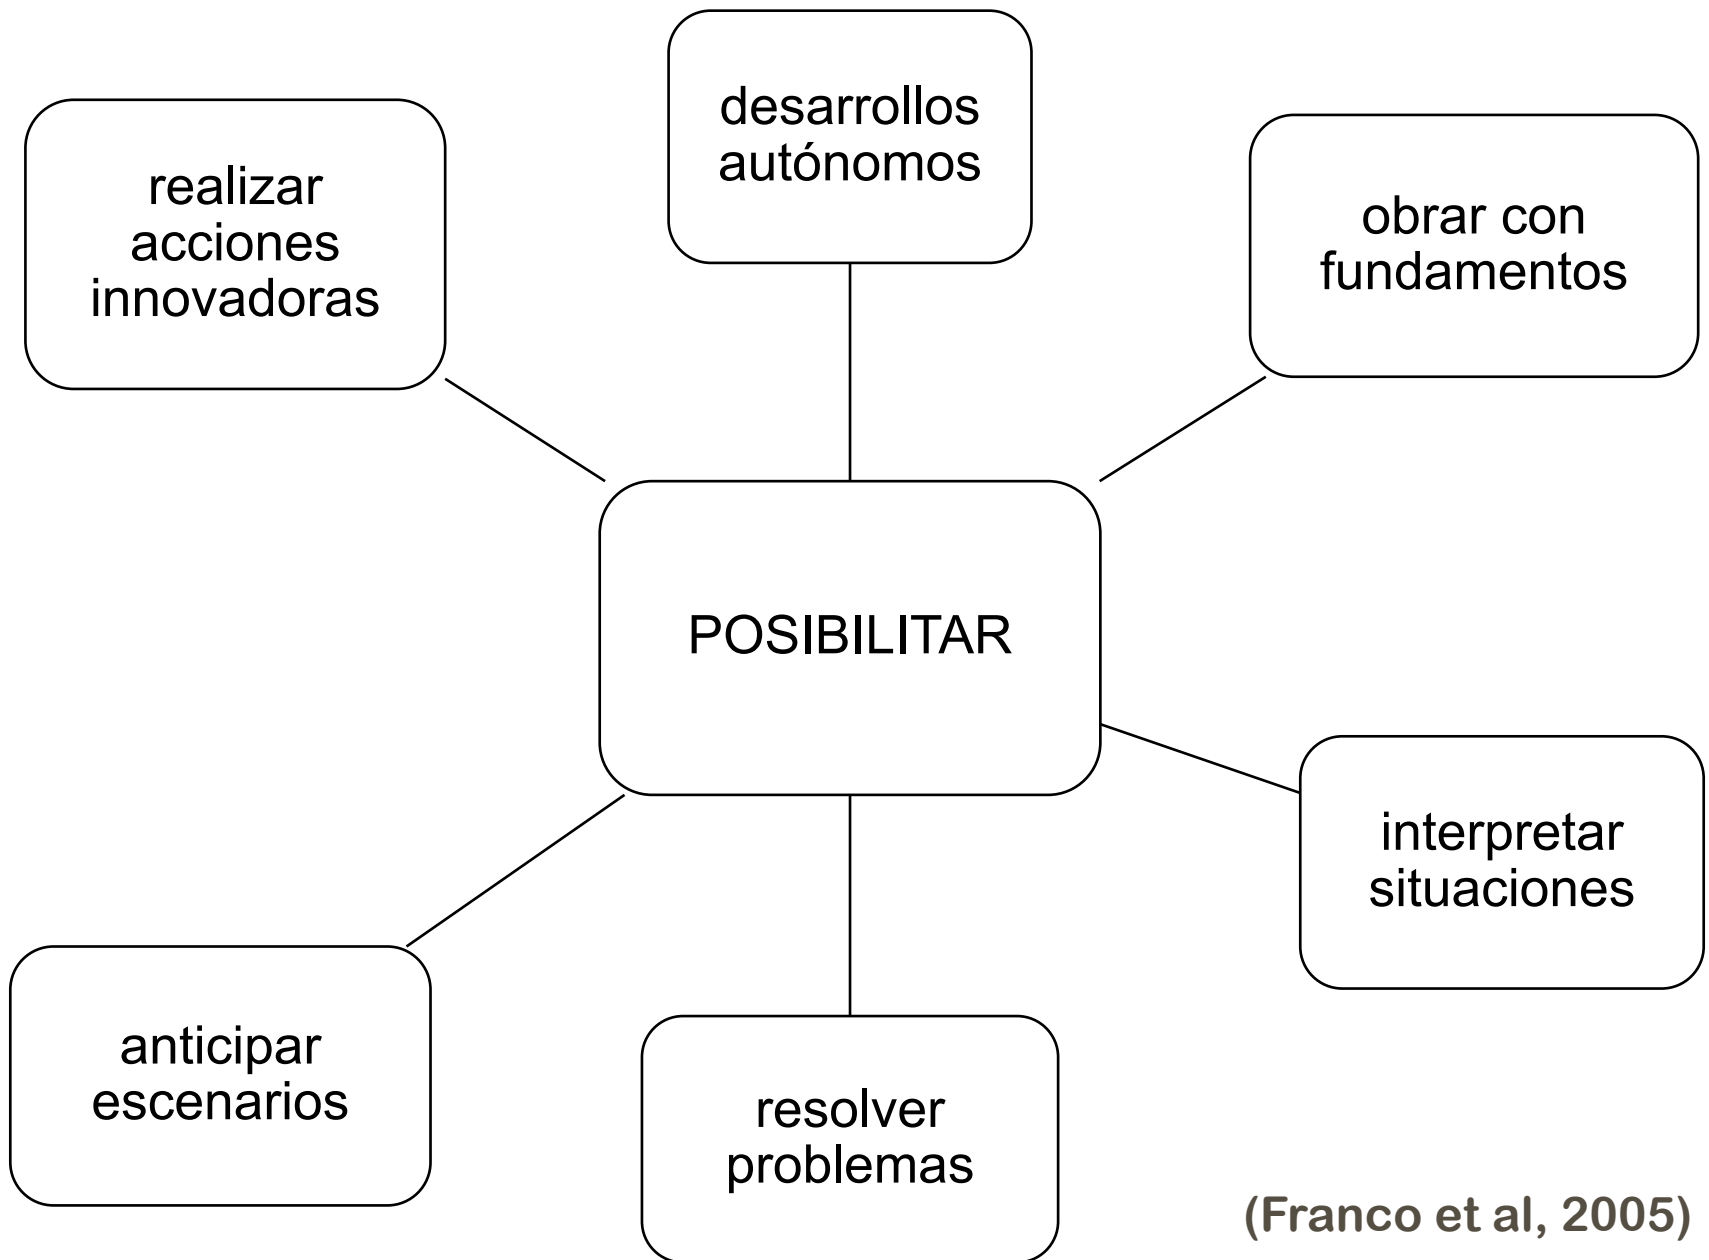 desarrollos
autónomos
realizar
acciones
innovadoras
obrar con
fundamentos
POSIBILITAR
interpretar
situaciones
anticipar
escenarios
resolver
problemas
(Franco et al, 2005)